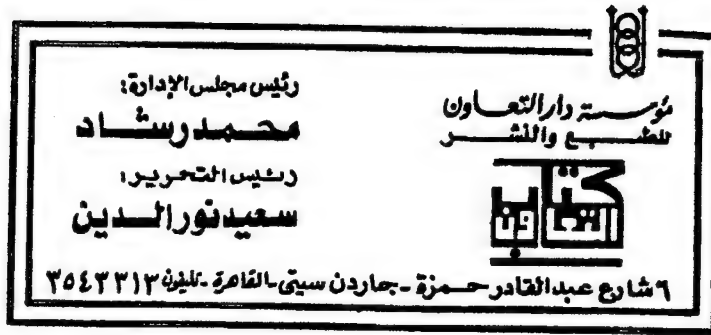 مؤسسة دار التعاون
للطبع والنشر
كتاب
التعاون
رئيس مجلس الإدارة:
محمد رشاد
رئيس التحرير:
سعيد نور الدين
٦ شارع عبد القادر حمزة - جاردن سيتى - القاهرة - تليفون ٣٥٤٣٣١٣